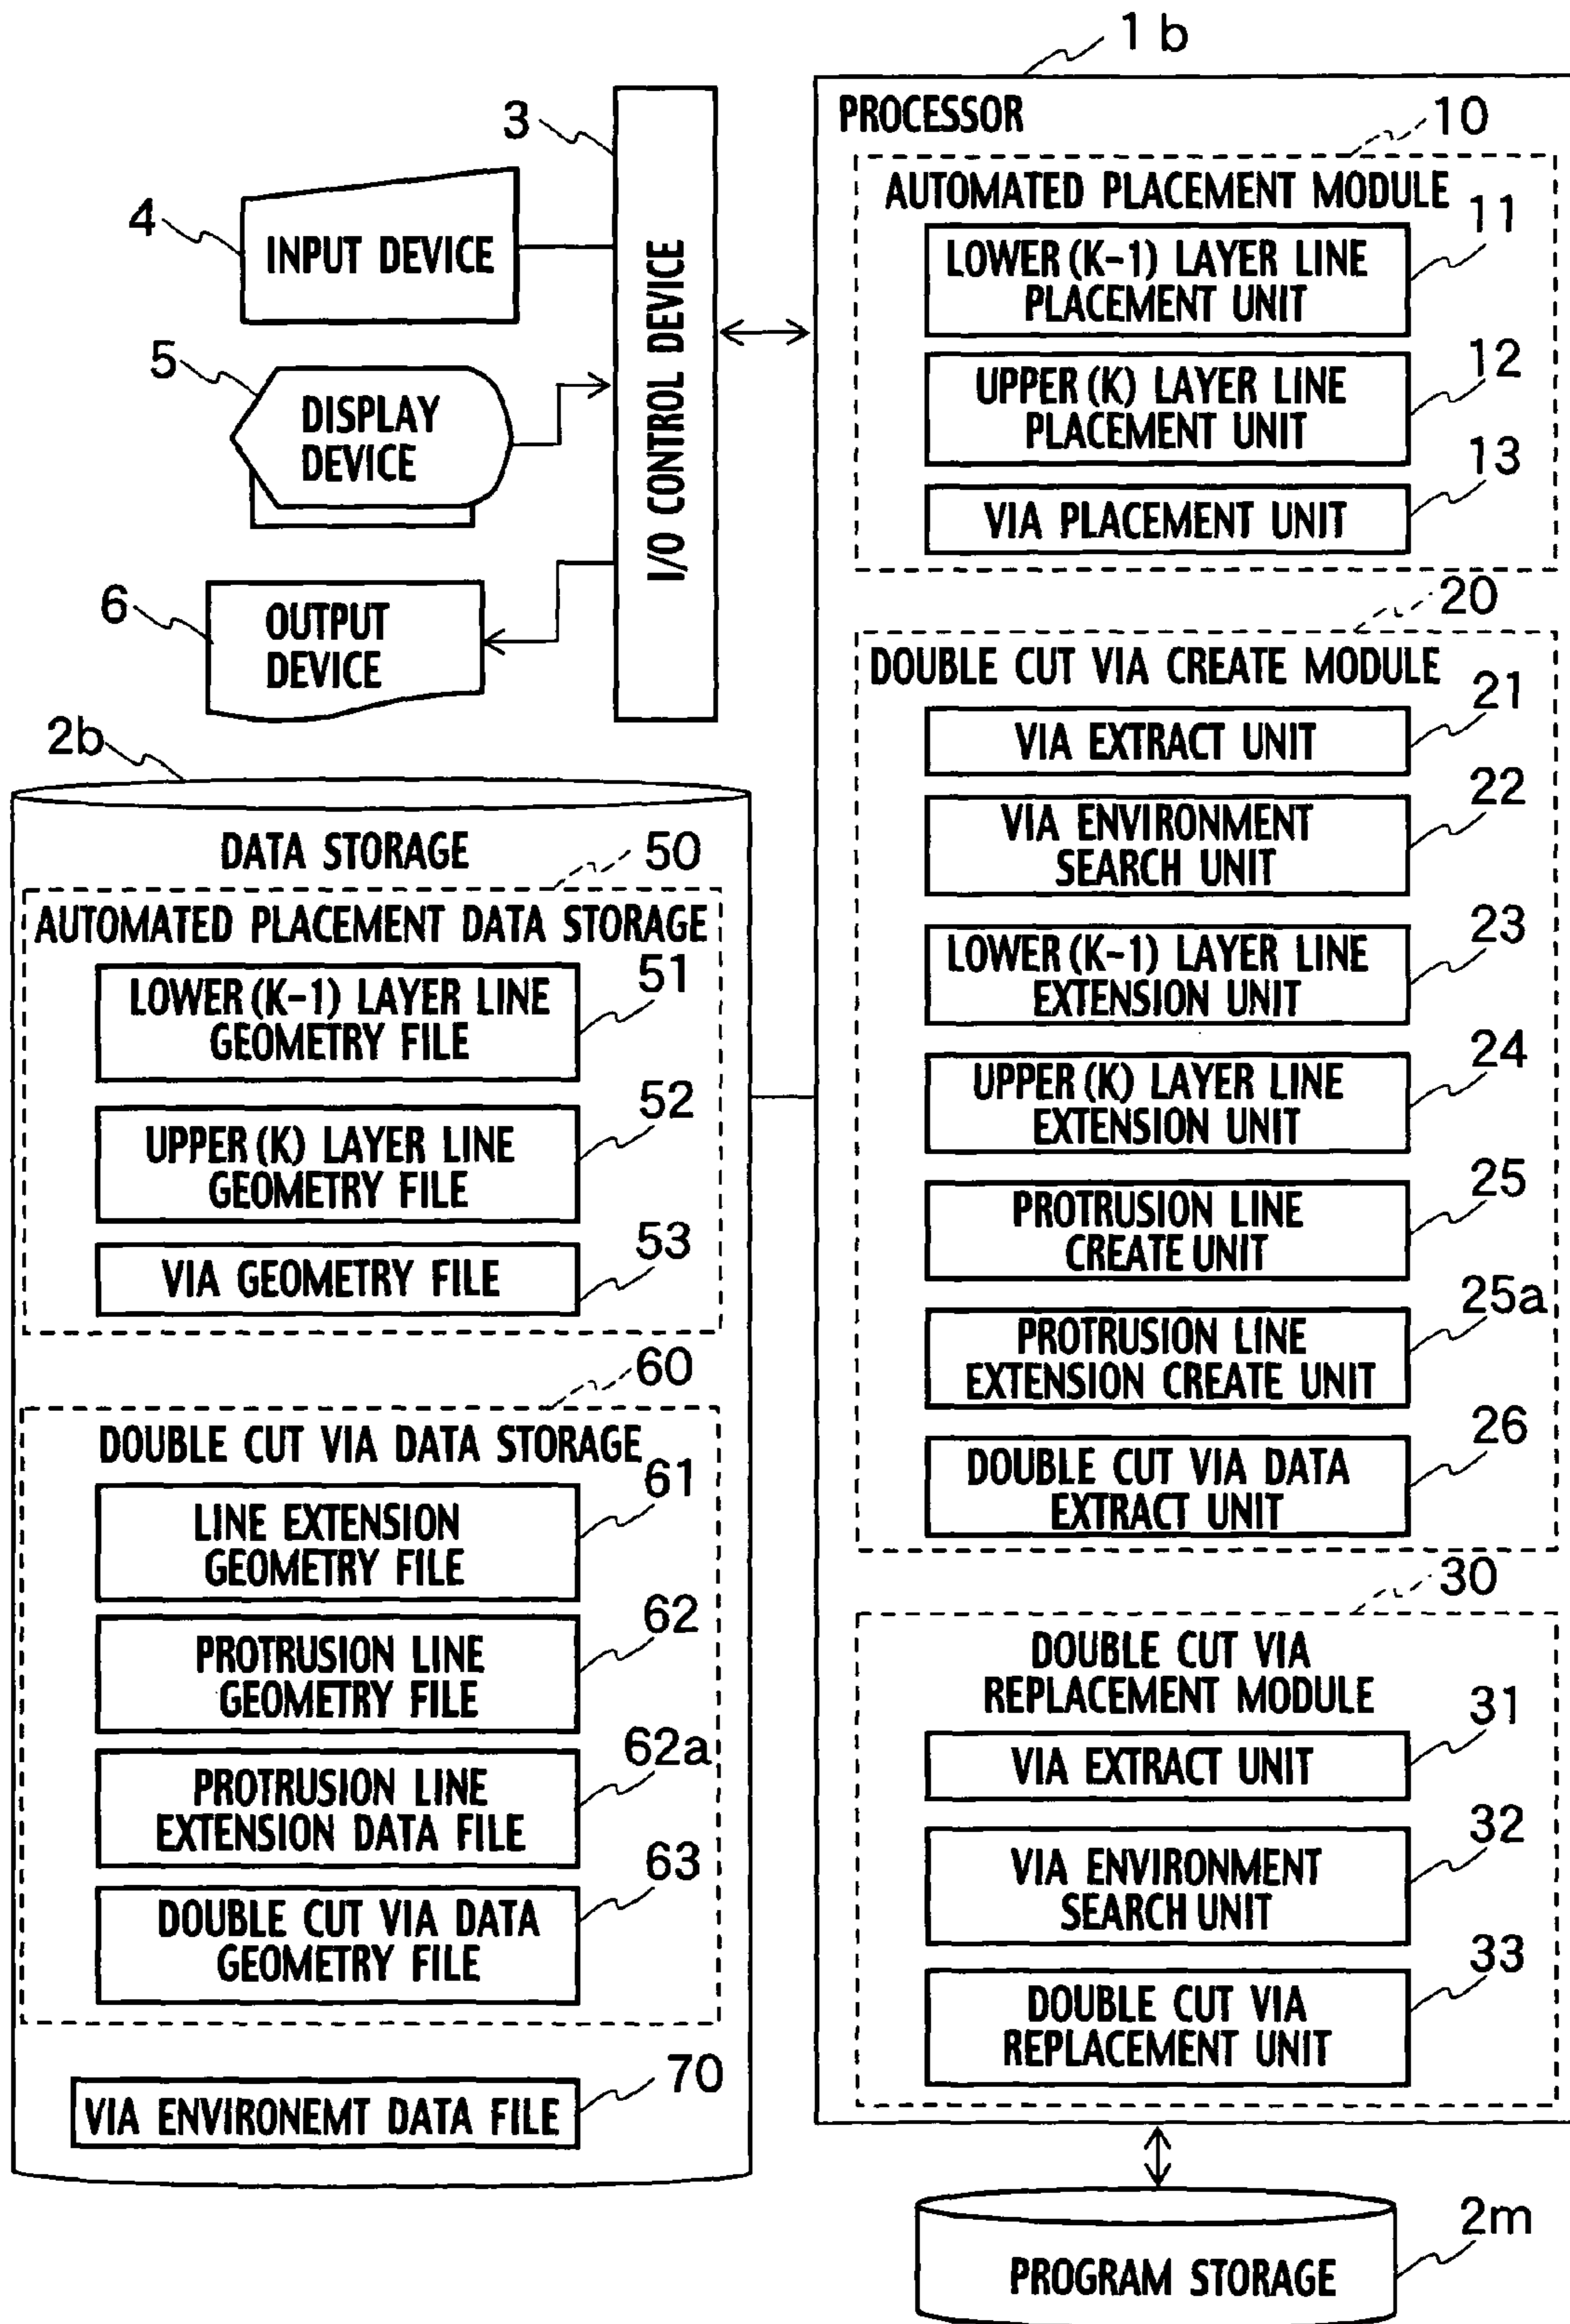 1b
PROCESSOR
10
AUTOMATED PLACEMENT MODULE
11
LOWER(K-1) LAYER LINE
PLACEMENT UNIT
12
UPPER(K) LAYER LINE
PLACEMENT UNIT
13
VIA PLACEMENT UNIT
3
I/O CONTROL DEVICE
4
INPUT DEVICE
5
DISPLAY
DEVICE
6
OUTPUT
DEVICE
20
DOUBLE CUT VIA CREATE MODULE
21
VIA EXTRACT UNIT
22
VIA ENVIRONMENT
SEARCH UNIT
23
LOWER(K-1) LAYER LINE
EXTENSION UNIT
24
UPPER(K) LAYER LINE
EXTENSION UNIT
25
PROTRUSION LINE
CREATE UNIT
25a
PROTRUSION LINE
EXTENSION CREATE UNIT
26
DOUBLE CUT VIA DATA
EXTRACT UNIT
30
DOUBLE CUT VIA
REPLACEMENT MODULE
31
VIA EXTRACT UNIT
32
VIA ENVIRONMENT
SEARCH UNIT
33
DOUBLE CUT VIA
REPLACEMENT UNIT
2b
DATA STORAGE
50
AUTOMATED PLACEMENT DATA STORAGE
51
LOWER(K-1) LAYER LINE
GEOMETRY FILE
52
UPPER(K) LAYER LINE
GEOMETRY FILE
53
VIA GEOMETRY FILE
60
DOUBLE CUT VIA DATA STORAGE
61
LINE EXTENSION
GEOMETRY FILE
62
PROTRUSION LINE
GEOMETRY FILE
62a
PROTRUSION LINE
EXTENSION DATA FILE
63
DOUBLE CUT VIA DATA
GEOMETRY FILE
70
VIA ENVIRONEMT DATA FILE
2m
PROGRAM STORAGE